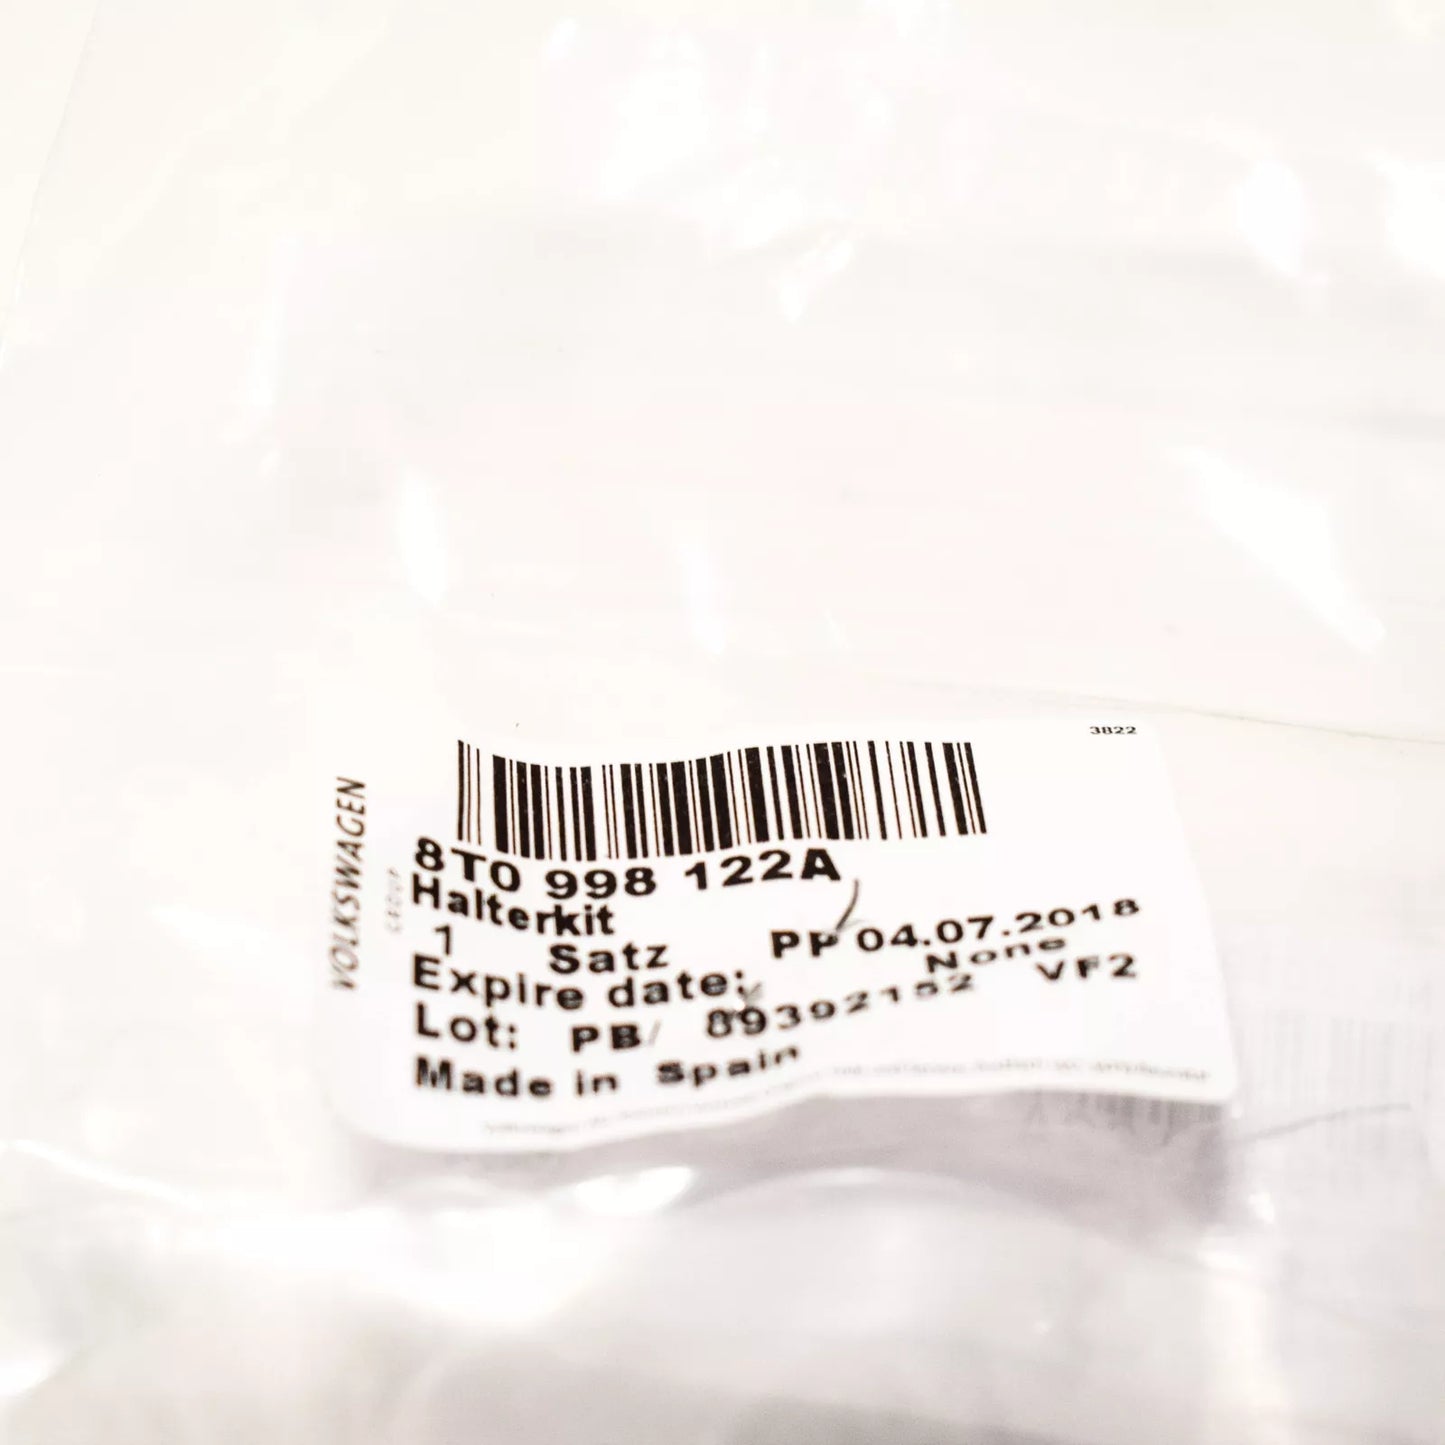 3822
VOLKSWAGEN
GROUP
8T0 998 122A
Halterkit
1 Satz PP 04.07.2018
Expire date: None
Lot: PB/ 89392152 VF2
Made in Spain